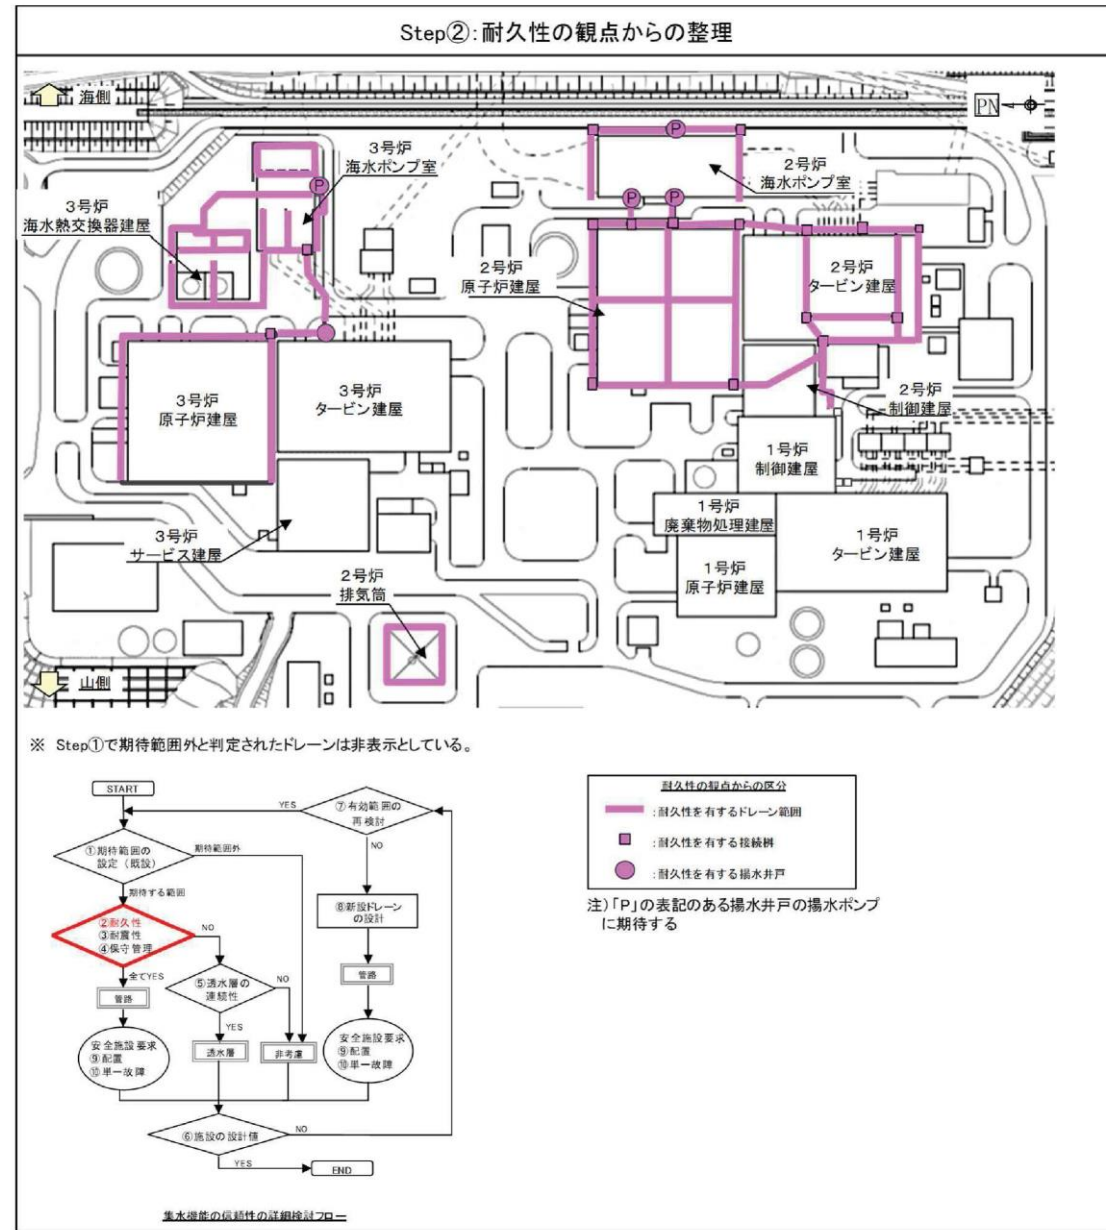 Step②:耐久性の観点からの整理
海側
PN
3号炉
海水ポンプ室
2号炉
海水ポンプ室
3号炉
海水熱交換器建屋
P
P
P
P
2号炉
原子炉建屋
2号炉
タービン建屋
3号炉
原子炉建屋
3号炉
タービン建屋
2号炉
制御建屋
1号炉
制御建屋
1号炉
廃棄物処理建屋
1号炉
タービン建屋
1号炉
原子炉建屋
3号炉
サービス建屋
2号炉
排気筒
山側
※ Step①で期待範囲外と判定されたドレーンは非表示としている。
START
YES
⑦有効範囲の
再検討
①期待範囲の
設定(既設)
期待範囲外
NO
期待する範囲
⑧新設ドレーン
の設計
②耐久性
③耐震性
④保守管理
NO
全てYES
⑤透水層の
連続性
NO
管路
管路
YES
安全施設要求
⑨配置
⑩単一故障
透水層
非考慮
安全施設要求
⑨配置
⑩単一故障
⑥施設の設計値
NO
YES
END
集水機能の信頼性の詳細検討フロー
耐久性の観点からの区分
:耐久性を有するドレーン範囲
:耐久性を有する接続桝
:耐久性を有する揚水井戸
注)「P」の表記のある揚水井戸の揚水ポンプ
に期待する